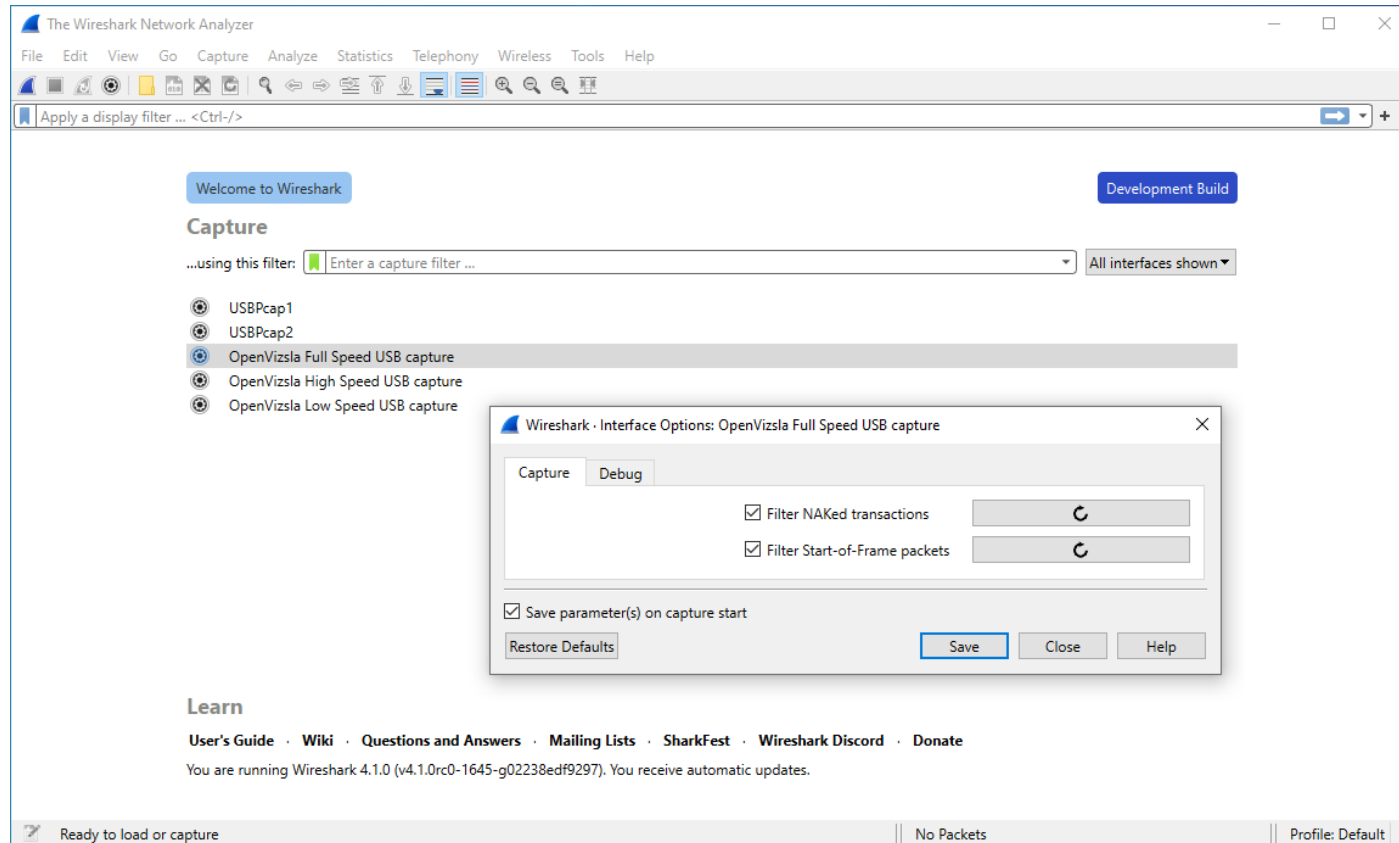 The Wireshark Network Analyzer
File Edit View Go Capture Analyze Statistics Telephony Wireless Tools Help
Apply a display filter ... <Ctrl-/>
+
Welcome to Wireshark
Development Build
Capture
...using this filter: Enter a capture filter ... All interfaces shown
USBPcap1
USBPcap2
OpenVizsla Full Speed USB capture
OpenVizsla High Speed USB capture
OpenVizsla Low Speed USB capture
Wireshark · Interface Options: OpenVizsla Full Speed USB capture
Capture Debug
Filter NAKed transactions
Filter Start-of-Frame packets
Save parameter(s) on capture start
Restore Defaults Save Close Help
Learn
User's Guide · Wiki · Questions and Answers · Mailing Lists · SharkFest · Wireshark Discord · Donate
You are running Wireshark 4.1.0 (v4.1.0rc0-1645-g02238edf9297). You receive automatic updates.
Ready to load or capture No Packets Profile: Default